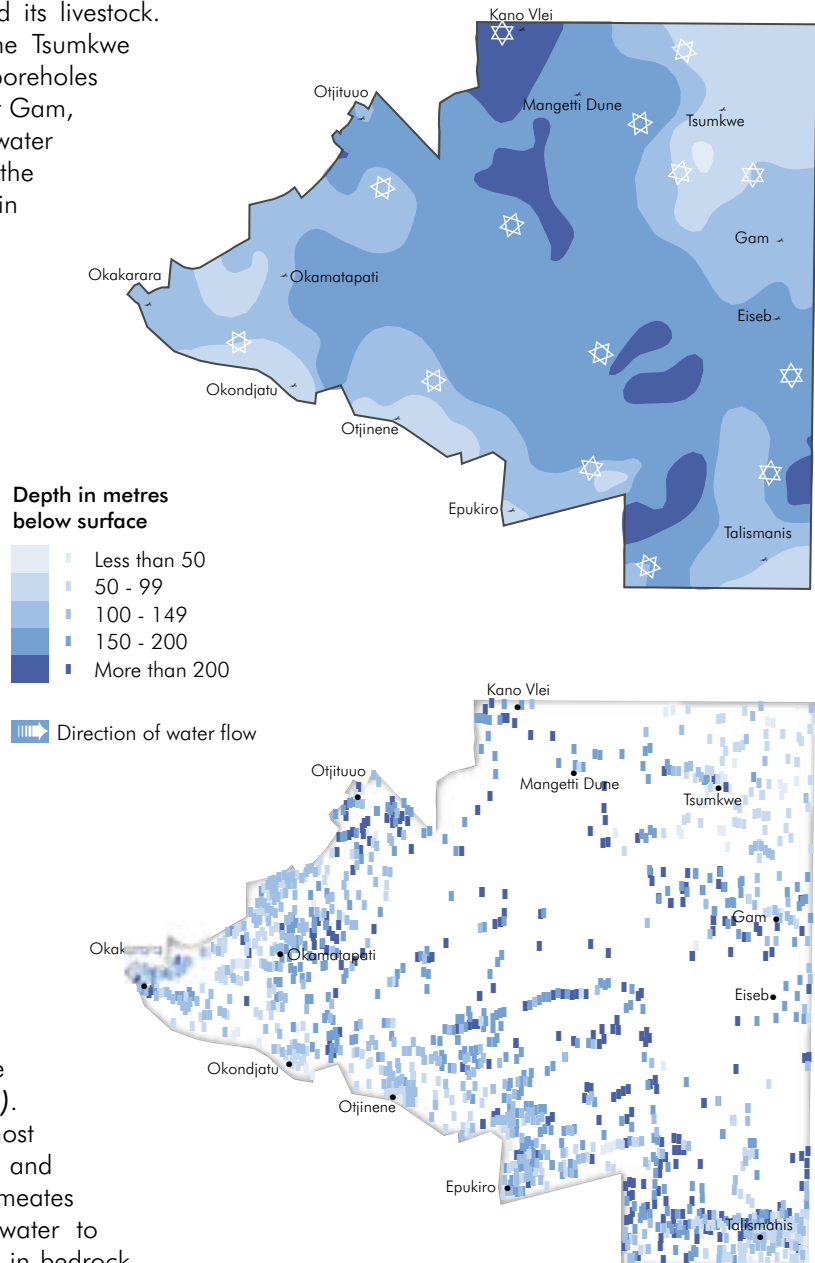 d its livestock.
ne Tsumkwe
boreholes
r Gam,
water
the
in
Kano Vlei
Otjituuo
Mangetti Dune
Tsumkwe
Gam
Okakarara
Okamatapati
Eiseb
Okondjatu
Otjinene
Epukiro
Talismanis
Depth in metres
below surface
Less than 50
50 - 99
100 - 149
150 - 200
More than 200
Direction of water flow
Kano Vlei
Otjituuo
Mangetti Dune
Tsumkwe
Gam
Okakarara
Okamatapati
Eiseb
Okondjatu
Otjinene
Epukiro
Talismanis
e
).
nost
and
meates
water to
in bedrock